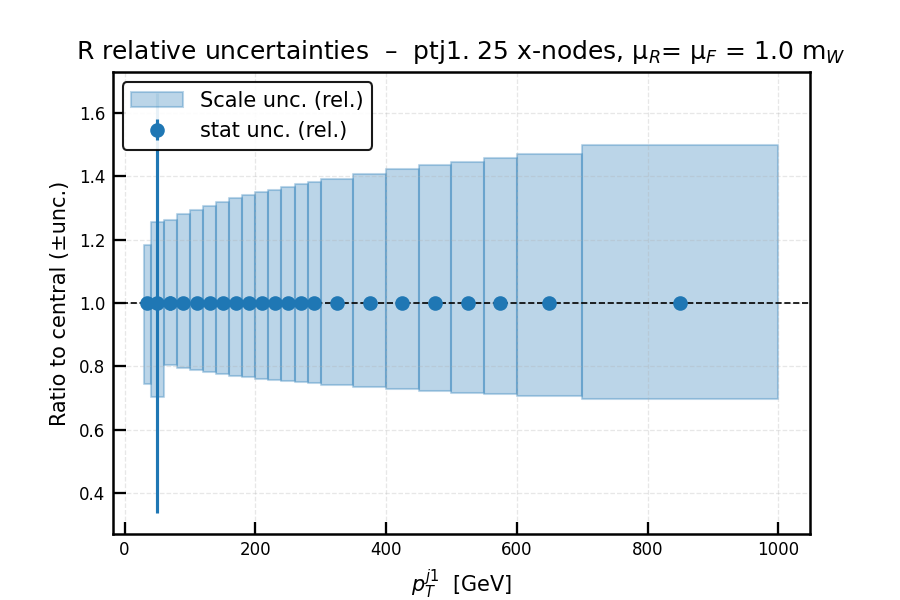 R relative uncertainties – ptj1. 25 x-nodes, μR= μF = 1.0 mW
Scale unc. (rel.)
stat unc. (rel.)
Ratio to central (±unc.)
1.6
1.4
1.2
1.0
0.8
0.6
0.4
0 200 400 600 800 1000
pTj1 [GeV]